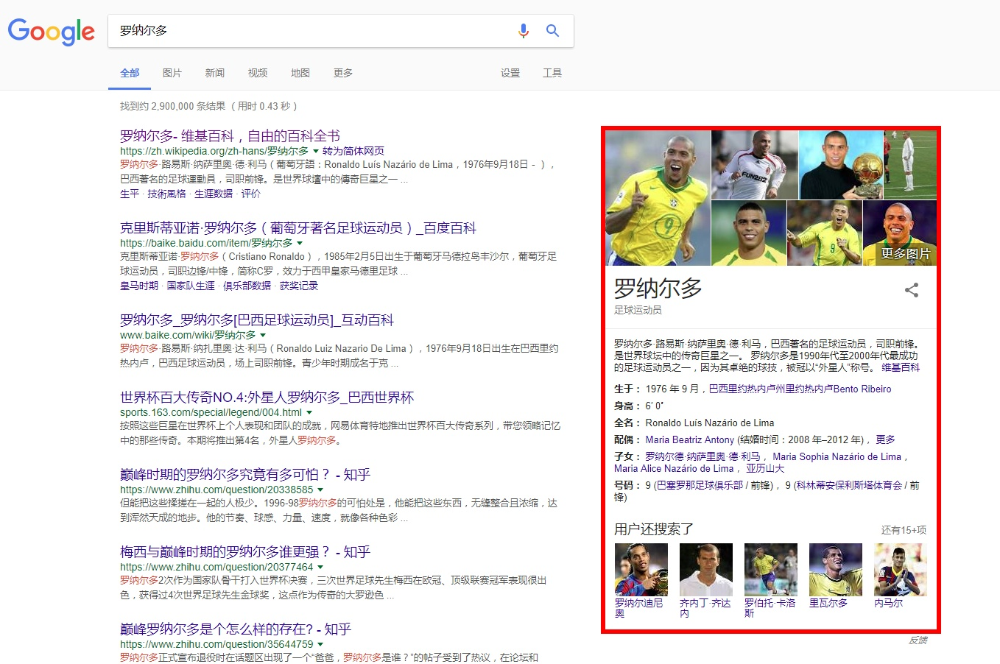 Google
罗纳尔多
全部 图片 新闻 视频 地图 更多 设置 工具
找到约 2,900,000 条结果 （用时 0.43 秒）
罗纳尔多- 维基百科，自由的百科全书
https://zh.wikipedia.org/zh-hans/罗纳尔多 转为简体网页
罗纳尔多·路易斯·纳萨里奥·德·利马（葡萄牙語：Ronaldo Luís Nazário de Lima，1976年9月18日－），
巴西著名的足球運動員，司职前锋。是世界球壇中的傳奇巨星之一 ...
生平 · 技術風格 · 生涯数据 · 评价
克里斯蒂亚诺·罗纳尔多（葡萄牙著名足球运动员）_百度百科
https://baike.baidu.com/item/罗纳尔多
克里斯蒂亚诺·罗纳尔多（Cristiano Ronaldo），1985年2月5日出生于葡萄牙马德拉岛丰沙尔，葡萄牙足
球运动员，司职边锋/中锋，简称C罗，效力于西甲皇家马德里足球 ...
皇马时期 · 国家队生涯 · 俱乐部数据 · 获奖记录
罗纳尔多_罗纳尔多[巴西足球运动员]_互动百科
www.baike.com/wiki/罗纳尔多
罗纳尔多·路易斯·纳扎里奥·达·利马（Ronaldo Luiz Nazario De Lima），1976年9月18日出生在巴西里约
热内卢，巴西足球运动员，场上司职前锋。青少年时期成名于克 ...
世界杯百大传奇NO.4:外星人罗纳尔多_巴西世界杯
sports.163.com/special/legend/004.html
按照这些巨星在世界杯上个人表现和团队的成就，网易体育特地推出世界杯百大传奇系列，带您领略记忆
中的那些传奇。本期将推出第4名，外星人罗纳尔多。
巅峰时期的罗纳尔多究竟有多可怕？ - 知乎
https://www.zhihu.com/question/20338585
但能把这些揉搓在一起的人极少。1996-98罗纳尔多的可怕处是，他能把这些东西，无缝整合且浓缩，达
到浑然天成的地步。他的节奏、球感、力量、速度，就像各种色彩 ...
梅西与巅峰时期的罗纳尔多谁更强？ - 知乎
https://www.zhihu.com/question/20377464
罗纳尔多2次作为国家队骨干打入世界杯决赛，三次世界足球先生梅西在欧冠、顶级联赛冠军表现很出
色，获得过4次世界足球先生金球奖，这点作为传奇的大罗逊色 ...
巅峰罗纳尔多是个怎么样的存在? - 知乎
https://www.zhihu.com/question/35644759
罗纳尔多正式宣布退役时在话题区出现了一个“爸爸，罗纳尔多是谁？”的帖子受到了热议，在论坛和
FUN2B2
9
9
更多图片
罗纳尔多
足球运动员
罗纳尔多·路易斯·纳萨里奥·德·利马，巴西著名的足球运动员，司职前锋。
是世界球坛中的传奇巨星之一。 罗纳尔多是1990年代至2000年代最成功
的足球运动员之一，因为其卓绝的球技，被冠以“外星人”称号。 维基百科
生于： 1976 年 9 月，巴西里约热内卢州里约热内卢Bento Ribeiro
身高： 6′ 0″
全名： Ronaldo Luís Nazário de Lima
配偶： Maria Beatriz Antony (结婚时间：2008 年–2012 年)， 更多
子女： 罗纳尔德·纳萨里奥·德·利马， Maria Sophia Nazário de Lima，
Maria Alice Nazário de Lima， 亚历山大
号码： 9 (巴塞罗那足球俱乐部 / 前锋)， 9 (科林蒂安保利斯塔体育会 / 前
锋)
用户还搜索了 还有15+项
罗纳尔迪尼
奥
齐内丁·齐达
内
罗伯托·卡洛
斯
里瓦尔多
内马尔
反馈